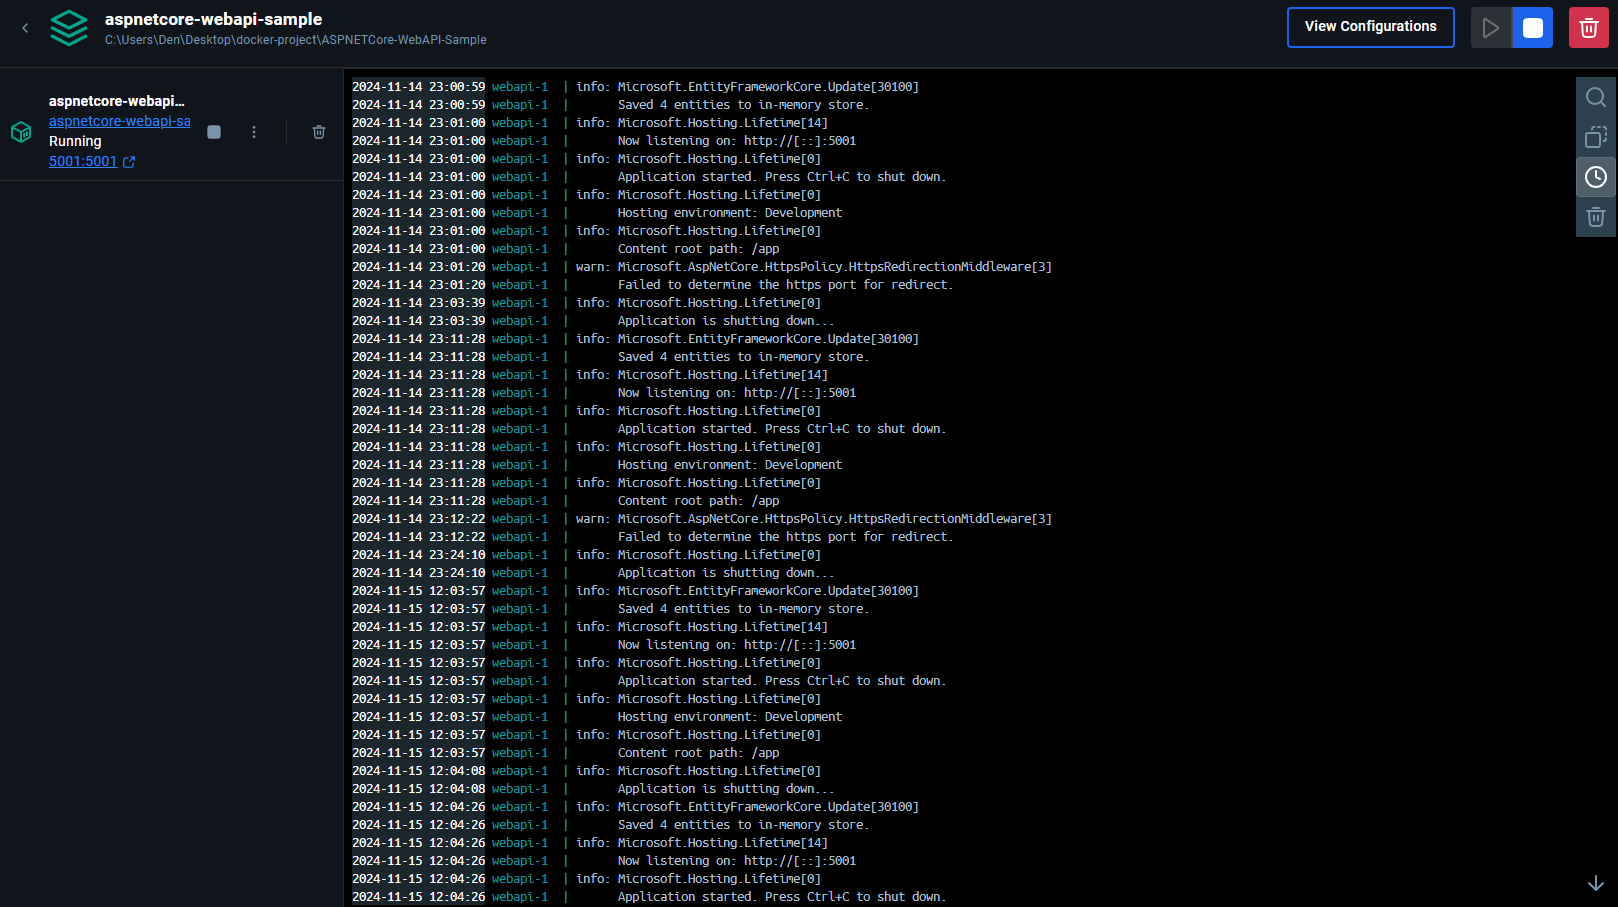 aspnetcore-webapi-sample
C:\Users\Den\Desktop\docker-project\ASPNETCore-WebAPI-Sample
View Configurations
aspnetcore-webapi...
aspnetcore-webapi-sa
Running
5001:5001
2024-11-14 23:00:59 webapi-1 | info: Microsoft.EntityFrameworkCore.Update[30100]
2024-11-14 23:00:59 webapi-1 | Saved 4 entities to in-memory store.
2024-11-14 23:01:00 webapi-1 | info: Microsoft.Hosting.Lifetime[14]
2024-11-14 23:01:00 webapi-1 | Now listening on: http://[::]:5001
2024-11-14 23:01:00 webapi-1 | info: Microsoft.Hosting.Lifetime[0]
2024-11-14 23:01:00 webapi-1 | Application started. Press Ctrl+C to shut down.
2024-11-14 23:01:00 webapi-1 | info: Microsoft.Hosting.Lifetime[0]
2024-11-14 23:01:00 webapi-1 | Hosting environment: Development
2024-11-14 23:01:00 webapi-1 | info: Microsoft.Hosting.Lifetime[0]
2024-11-14 23:01:00 webapi-1 | Content root path: /app
2024-11-14 23:01:20 webapi-1 | warn: Microsoft.AspNetCore.HttpsPolicy.HttpsRedirectionMiddleware[3]
2024-11-14 23:01:20 webapi-1 | Failed to determine the https port for redirect.
2024-11-14 23:03:39 webapi-1 | info: Microsoft.Hosting.Lifetime[0]
2024-11-14 23:03:39 webapi-1 | Application is shutting down...
2024-11-14 23:11:28 webapi-1 | info: Microsoft.EntityFrameworkCore.Update[30100]
2024-11-14 23:11:28 webapi-1 | Saved 4 entities to in-memory store.
2024-11-14 23:11:28 webapi-1 | info: Microsoft.Hosting.Lifetime[14]
2024-11-14 23:11:28 webapi-1 | Now listening on: http://[::]:5001
2024-11-14 23:11:28 webapi-1 | info: Microsoft.Hosting.Lifetime[0]
2024-11-14 23:11:28 webapi-1 | Application started. Press Ctrl+C to shut down.
2024-11-14 23:11:28 webapi-1 | info: Microsoft.Hosting.Lifetime[0]
2024-11-14 23:11:28 webapi-1 | Hosting environment: Development
2024-11-14 23:11:28 webapi-1 | info: Microsoft.Hosting.Lifetime[0]
2024-11-14 23:11:28 webapi-1 | Content root path: /app
2024-11-14 23:12:22 webapi-1 | warn: Microsoft.AspNetCore.HttpsPolicy.HttpsRedirectionMiddleware[3]
2024-11-14 23:12:22 webapi-1 | Failed to determine the https port for redirect.
2024-11-14 23:24:10 webapi-1 | info: Microsoft.Hosting.Lifetime[0]
2024-11-14 23:24:10 webapi-1 | Application is shutting down...
2024-11-15 12:03:57 webapi-1 | info: Microsoft.EntityFrameworkCore.Update[30100]
2024-11-15 12:03:57 webapi-1 | Saved 4 entities to in-memory store.
2024-11-15 12:03:57 webapi-1 | info: Microsoft.Hosting.Lifetime[14]
2024-11-15 12:03:57 webapi-1 | Now listening on: http://[::]:5001
2024-11-15 12:03:57 webapi-1 | info: Microsoft.Hosting.Lifetime[0]
2024-11-15 12:03:57 webapi-1 | Application started. Press Ctrl+C to shut down.
2024-11-15 12:03:57 webapi-1 | info: Microsoft.Hosting.Lifetime[0]
2024-11-15 12:03:57 webapi-1 | Hosting environment: Development
2024-11-15 12:03:57 webapi-1 | info: Microsoft.Hosting.Lifetime[0]
2024-11-15 12:03:57 webapi-1 | Content root path: /app
2024-11-15 12:04:08 webapi-1 | info: Microsoft.Hosting.Lifetime[0]
2024-11-15 12:04:08 webapi-1 | Application is shutting down...
2024-11-15 12:04:26 webapi-1 | info: Microsoft.EntityFrameworkCore.Update[30100]
2024-11-15 12:04:26 webapi-1 | Saved 4 entities to in-memory store.
2024-11-15 12:04:26 webapi-1 | info: Microsoft.Hosting.Lifetime[14]
2024-11-15 12:04:26 webapi-1 | Now listening on: http://[::]:5001
2024-11-15 12:04:26 webapi-1 | info: Microsoft.Hosting.Lifetime[0]
2024-11-15 12:04:26 webapi-1 | Application started. Press Ctrl+C to shut down.